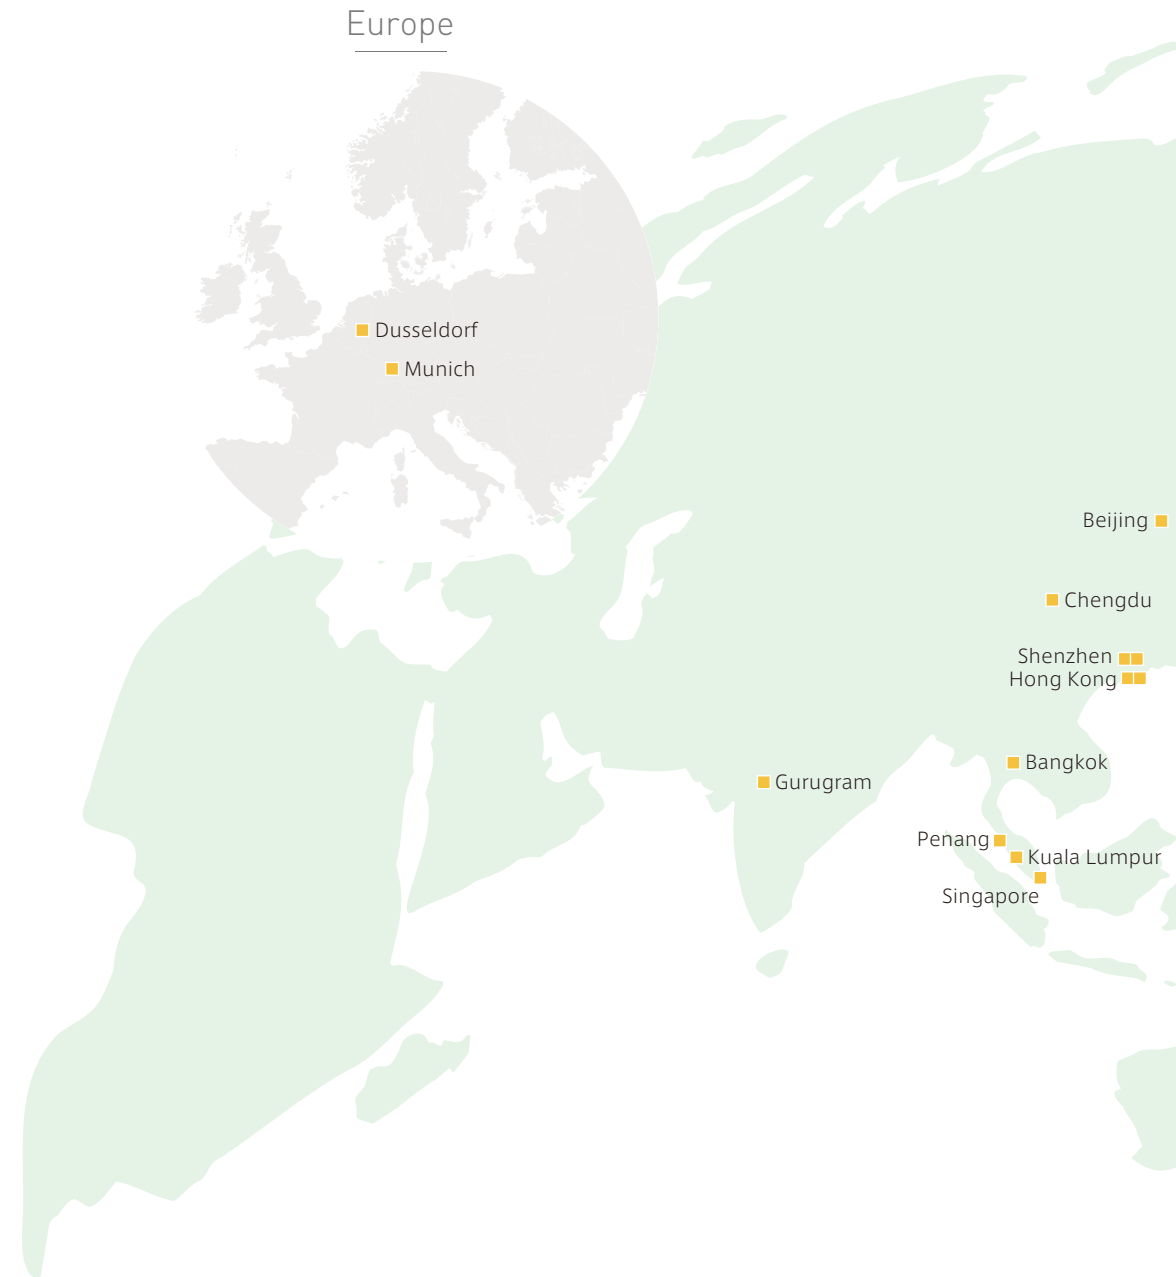 Europe
Dusseldorf
Munich
Beijing
Chengdu
Shenzhen
Hong Kong
Bangkok
Gurugram
Penang
Kuala Lumpur
Singapore